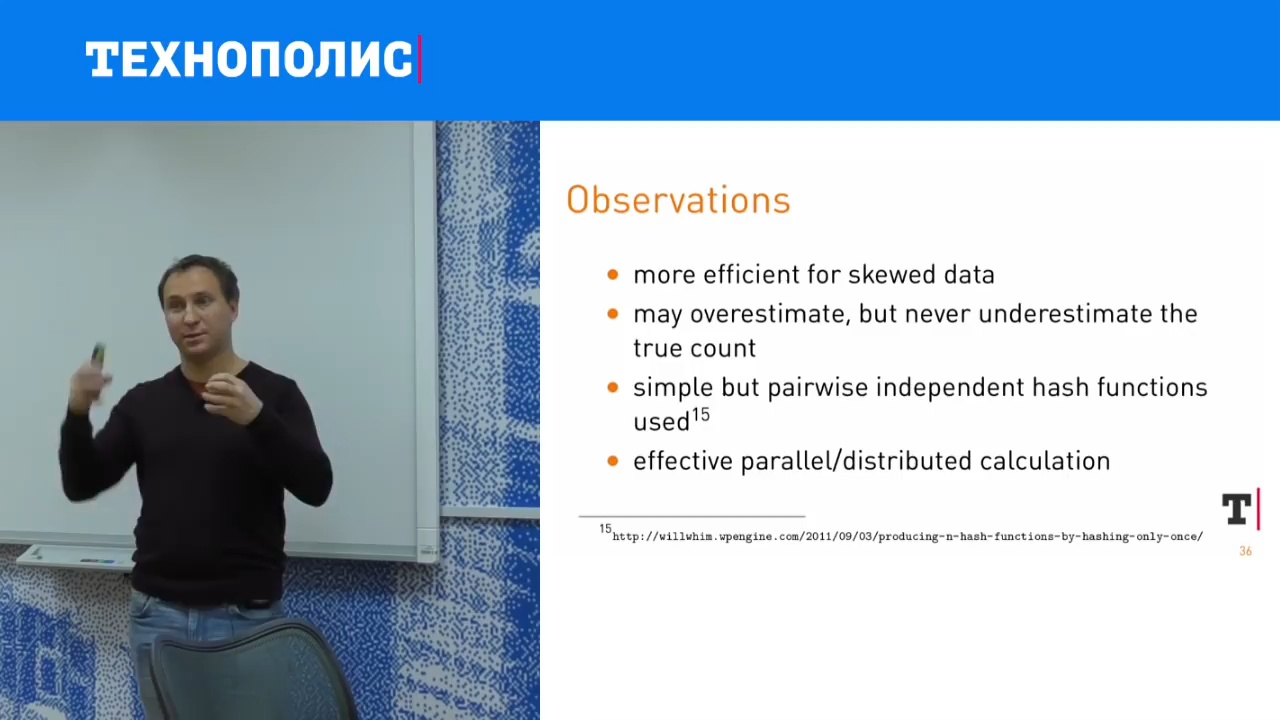 ТЕХНОПОЛИС
Observations
• more efficient for skewed data
• may overestimate, but never underestimate the
true count
• simple but pairwise independent hash functions
used15
• effective parallel/distributed calculation
15http://willwhim.wpengine.com/2011/09/03/producing-n-hash-functions-by-hashing-only-once/
T
36